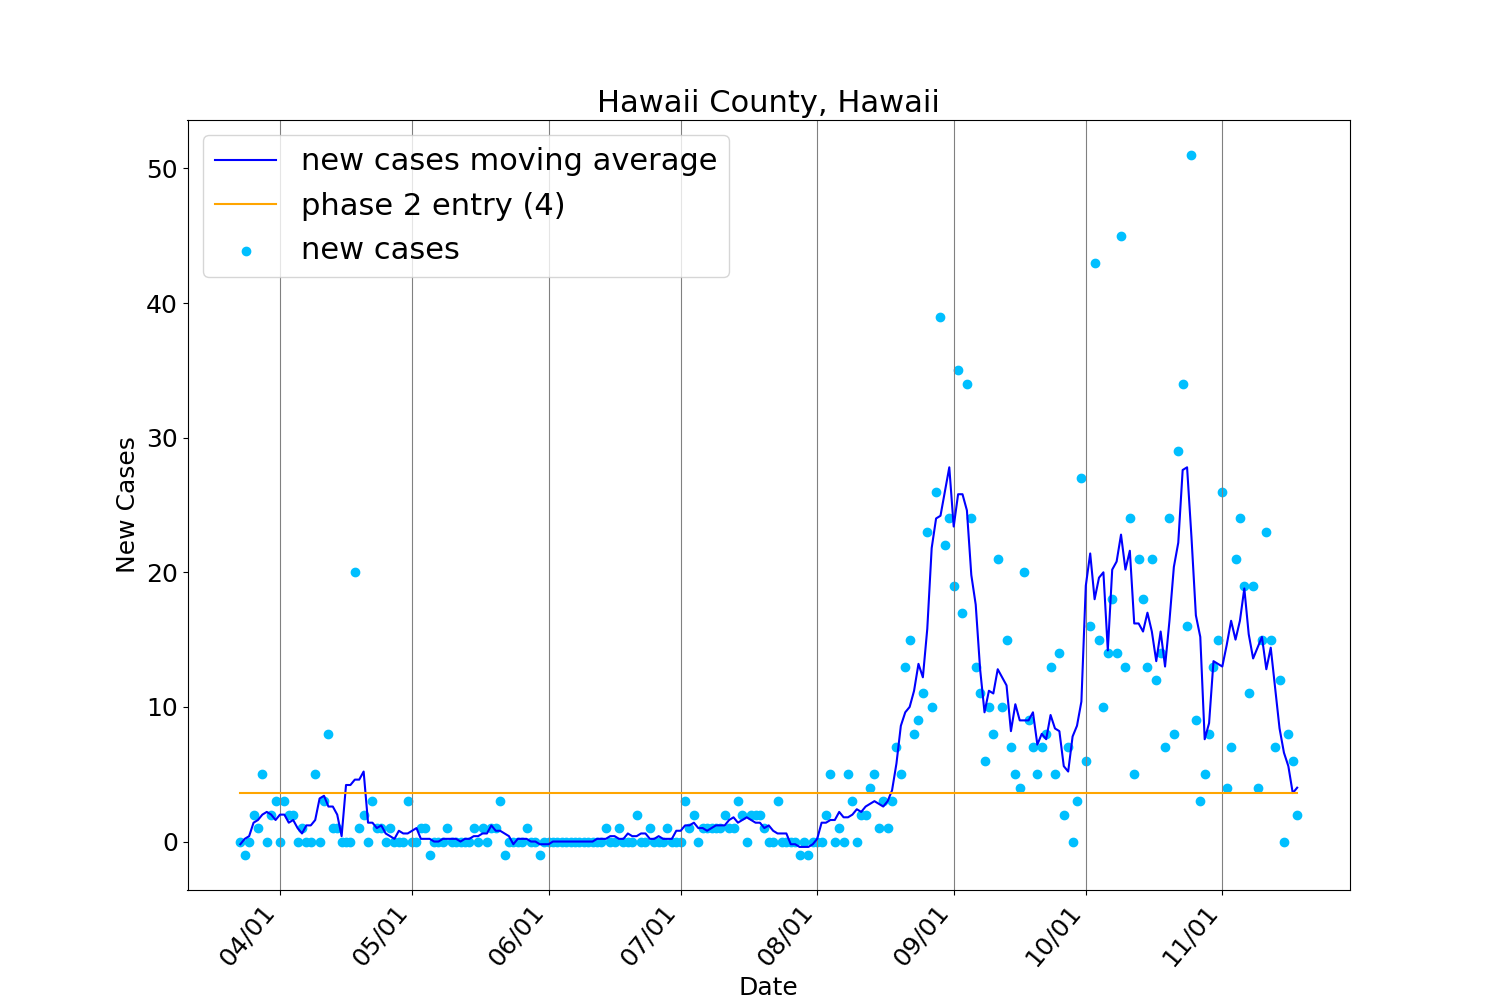 Hawaii County, Hawaii
new cases moving average
phase 2 entry (4)
new cases
50
40
30
20
10
0
New Cases
04/01
05/01
06/01
07/01
08/01
09/01
10/01
11/01
Date